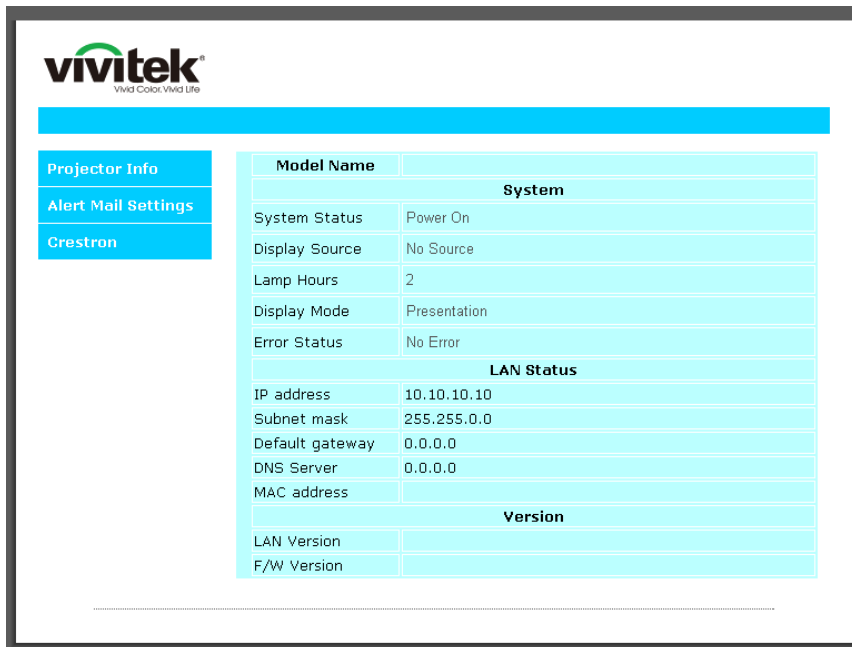 vivitek®
Vivid Color, Vivid Life
Projector Info
Alert Mail Settings
Crestron
Model Name
System
System Status Power On
Display Source No Source
Lamp Hours 2
Display Mode Presentation
Error Status No Error
LAN Status
IP address 10.10.10.10
Subnet mask 255.255.0.0
Default gateway 0.0.0.0
DNS Server 0.0.0.0
MAC address
Version
LAN Version
F/W Version